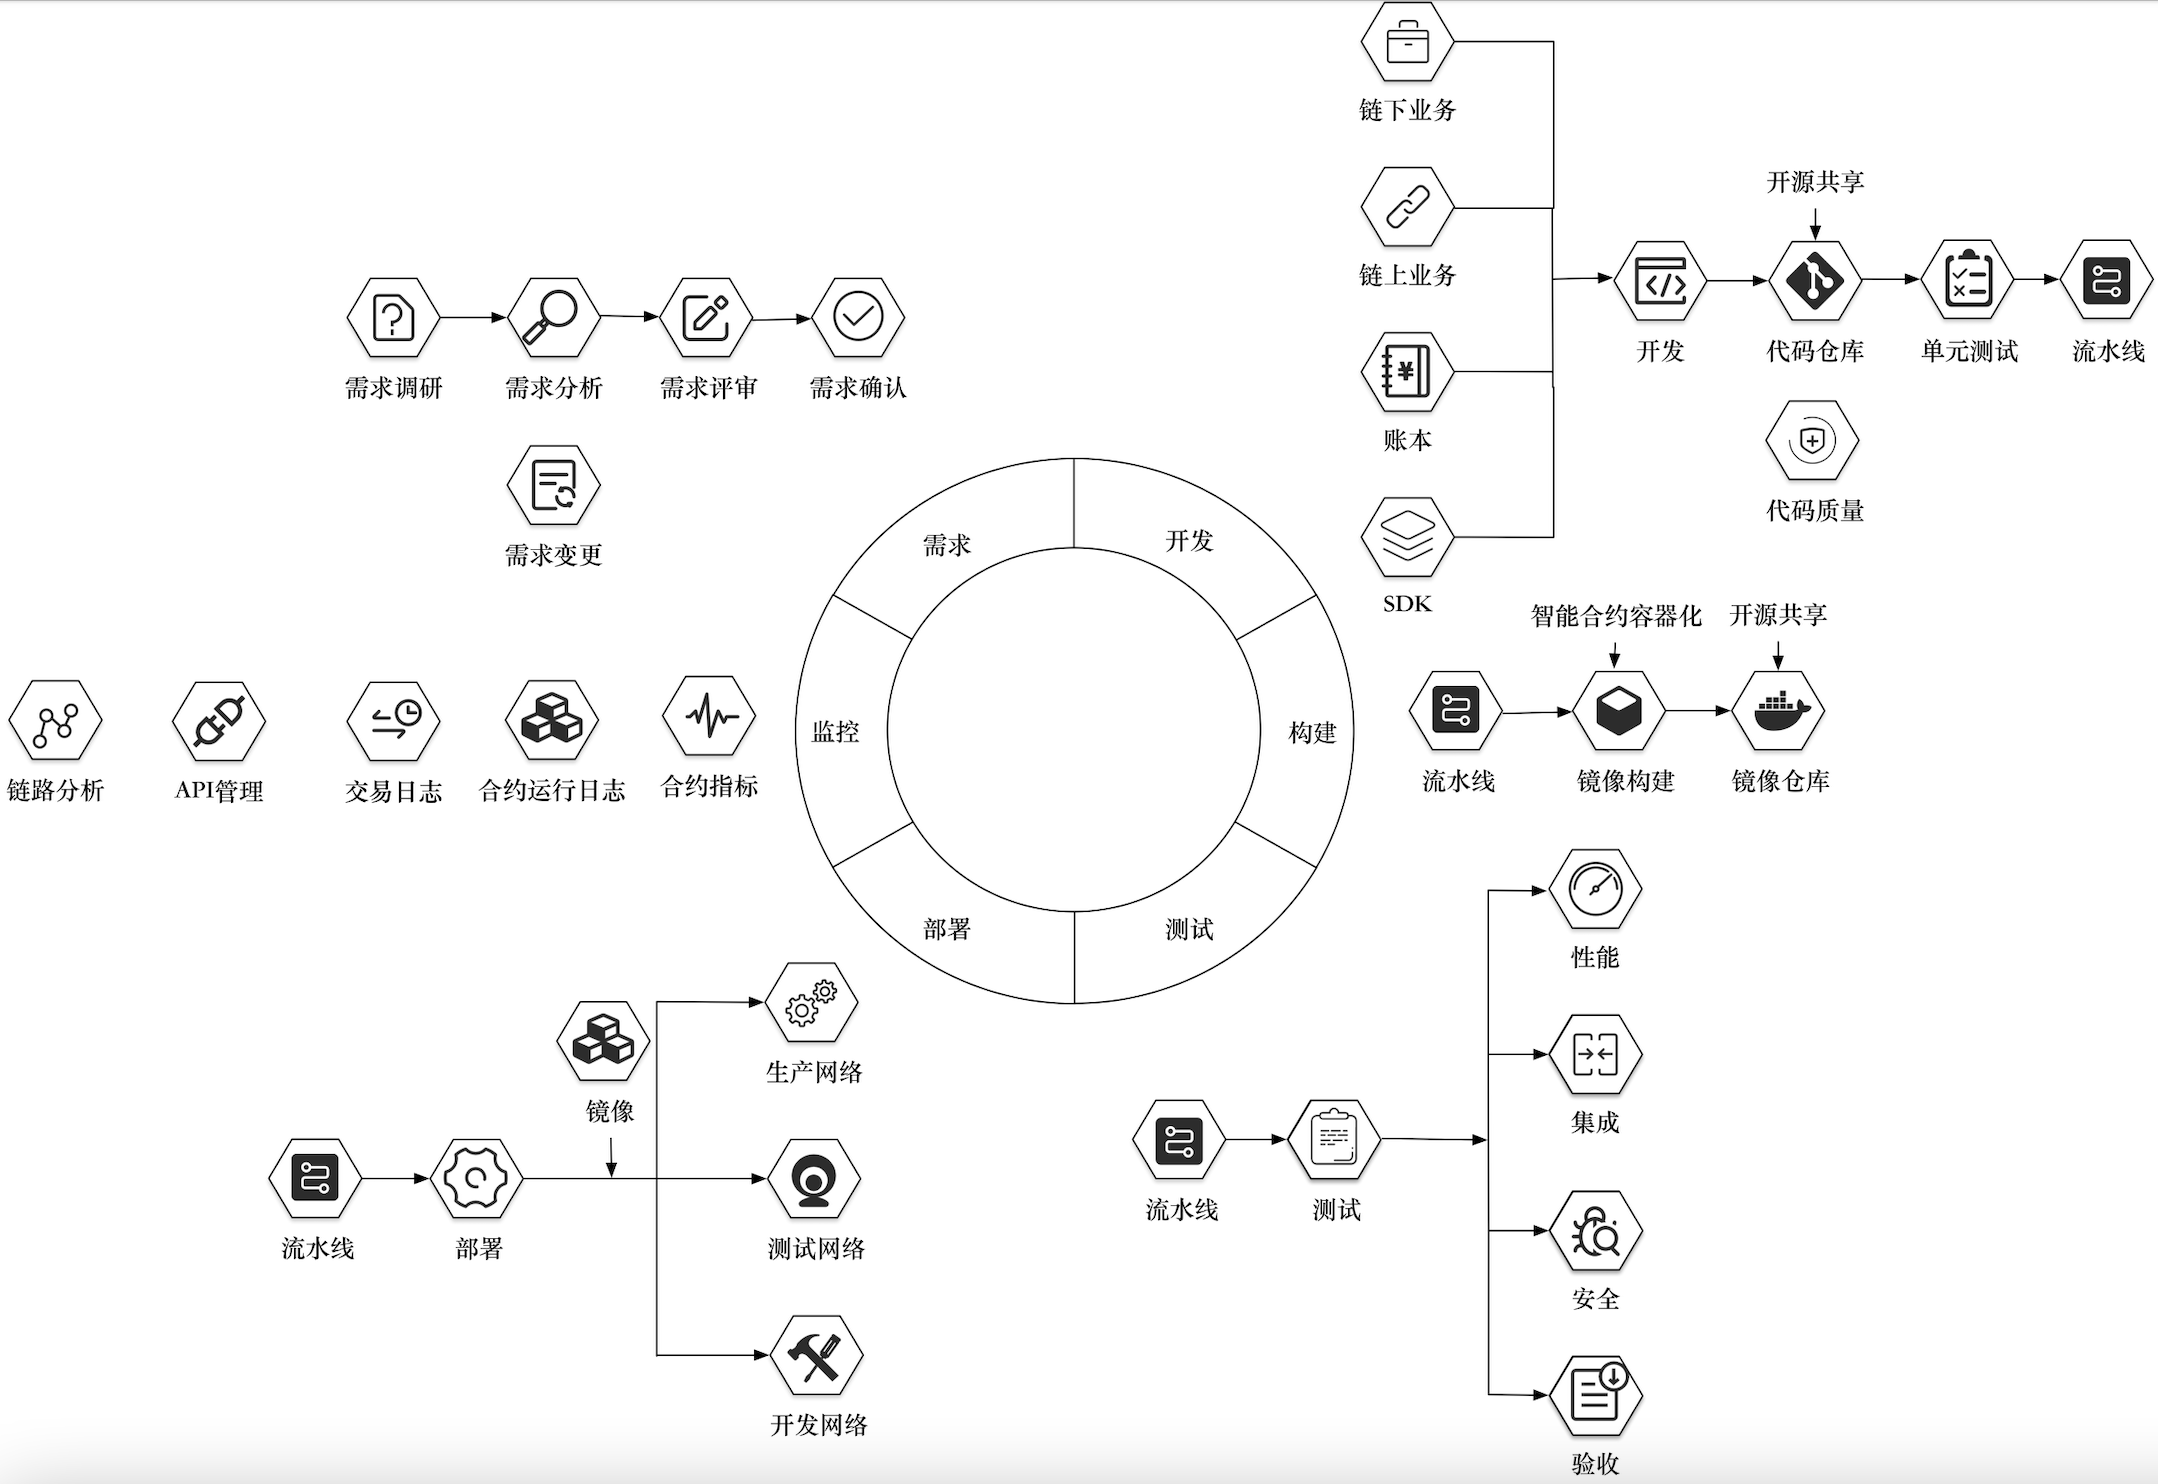 链下业务
链上业务
账本
SDK
开发
开源共享
代码仓库
单元测试
流水线
代码质量
需求调研
需求分析
需求评审
需求确认
需求变更
需求
开发
构建
测试
部署
监控
智能合约容器化
开源共享
流水线
镜像构建
镜像仓库
链路分析
API管理
交易日志
合约运行日志
合约指标
性能
集成
安全
验收
流水线
测试
镜像
流水线
部署
生产网络
测试网络
开发网络